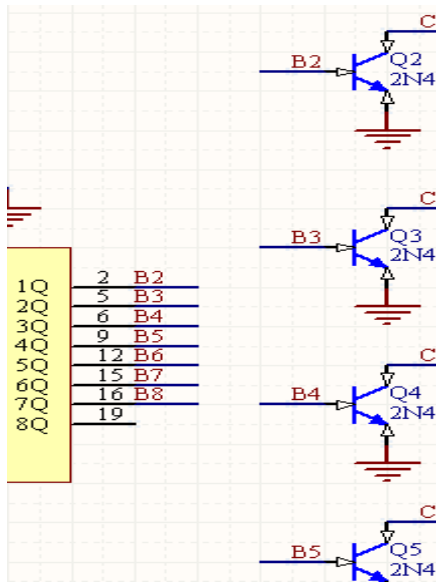 C
B2 Q2
2N4
C
B3 Q3
2N4
1Q 2 B2
2Q 5 B3
3Q 6 B4
4Q 9 B5
5Q 12 B6
6Q 15 B7
7Q 16 B8
8Q 19
C
B4 Q4
2N4
C
B5 Q5
2N4